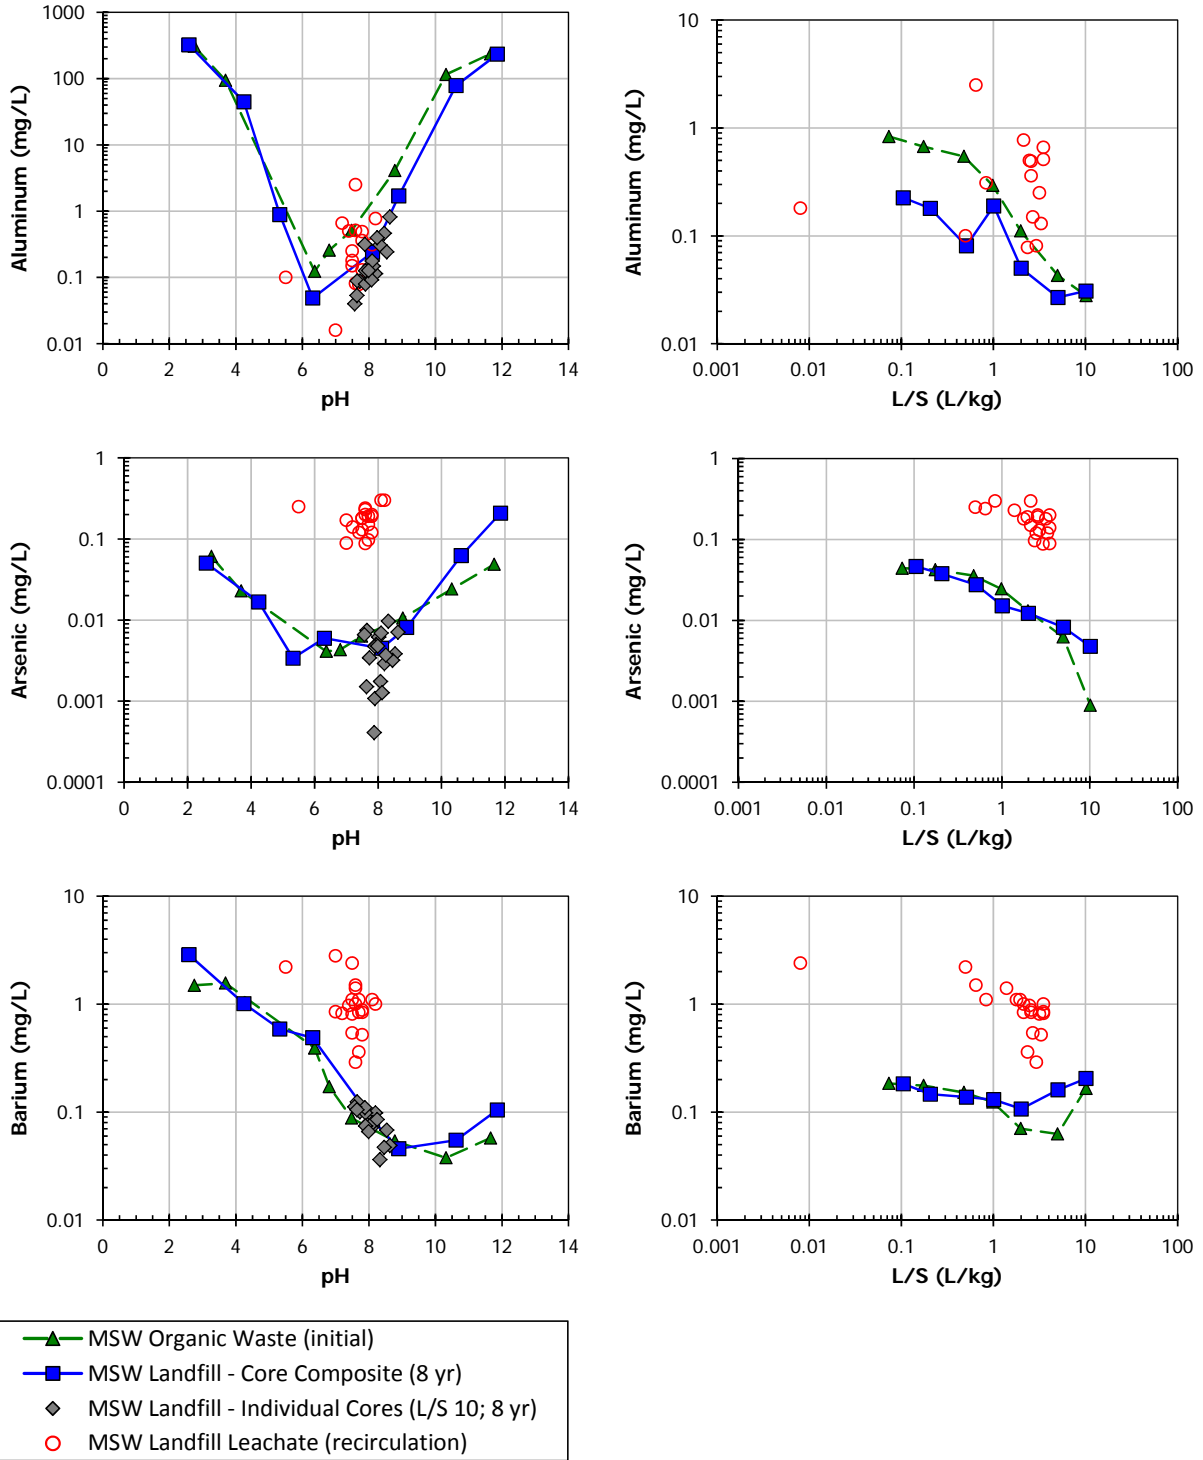 1000
100
10
1
0.1
0.01
Aluminum (mg/L)
0 2 4 6 8 10 12 14
pH
10
1
0.1
0.01
Aluminum (mg/L)
0.001 0.01 0.1 1 10 100
L/S (L/kg)
1
0.1
0.01
0.001
0.0001
Arsenic (mg/L)
0 2 4 6 8 10 12 14
pH
1
0.1
0.01
0.001
0.0001
Arsenic (mg/L)
0.001 0.01 0.1 1 10 100
L/S (L/kg)
10
1
0.1
0.01
Barium (mg/L)
0 2 4 6 8 10 12 14
pH
10
1
0.1
0.01
Barium (mg/L)
0.001 0.01 0.1 1 10 100
L/S (L/kg)
MSW Organic Waste (initial)
MSW Landfill - Core Composite (8 yr)
MSW Landfill - Individual Cores (L/S 10; 8 yr)
MSW Landfill Leachate (recirculation)